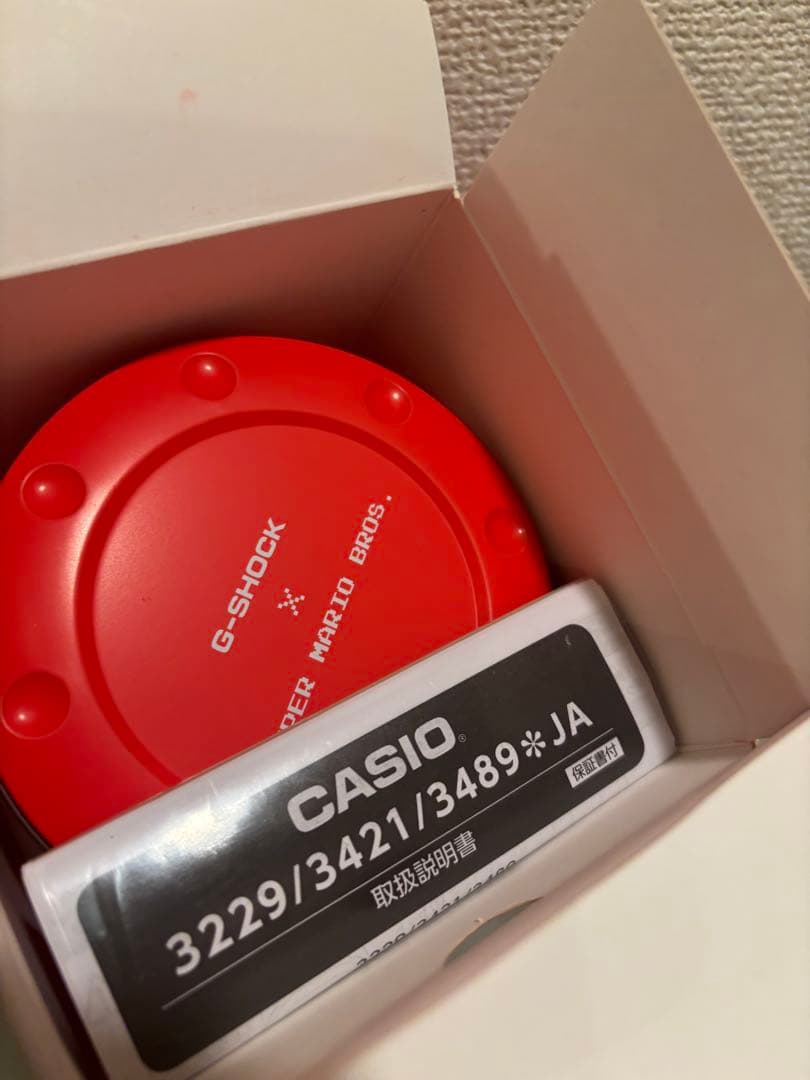 G-SHOCK
×
PER MARIO BROS.
CASIO®
3229/3421/3489*JA
保証書付
取扱説明書